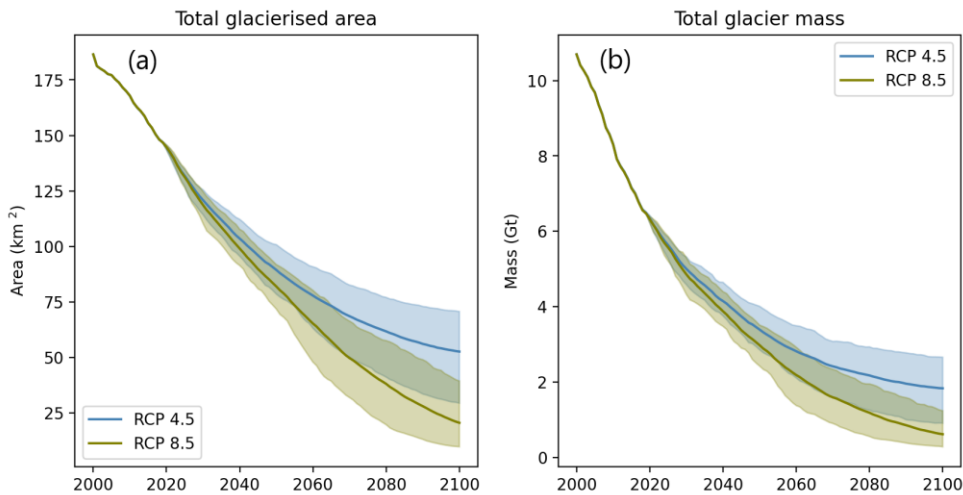 Total glacierised area
(a)
Area (km ²)
175
150
125
100
75
50
25
RCP 4.5
RCP 8.5
2000 2020 2040 2060 2080 2100
Total glacier mass
(b)
RCP 4.5
RCP 8.5
Mass (Gt)
10
8
6
4
2
0
2000 2020 2040 2060 2080 2100